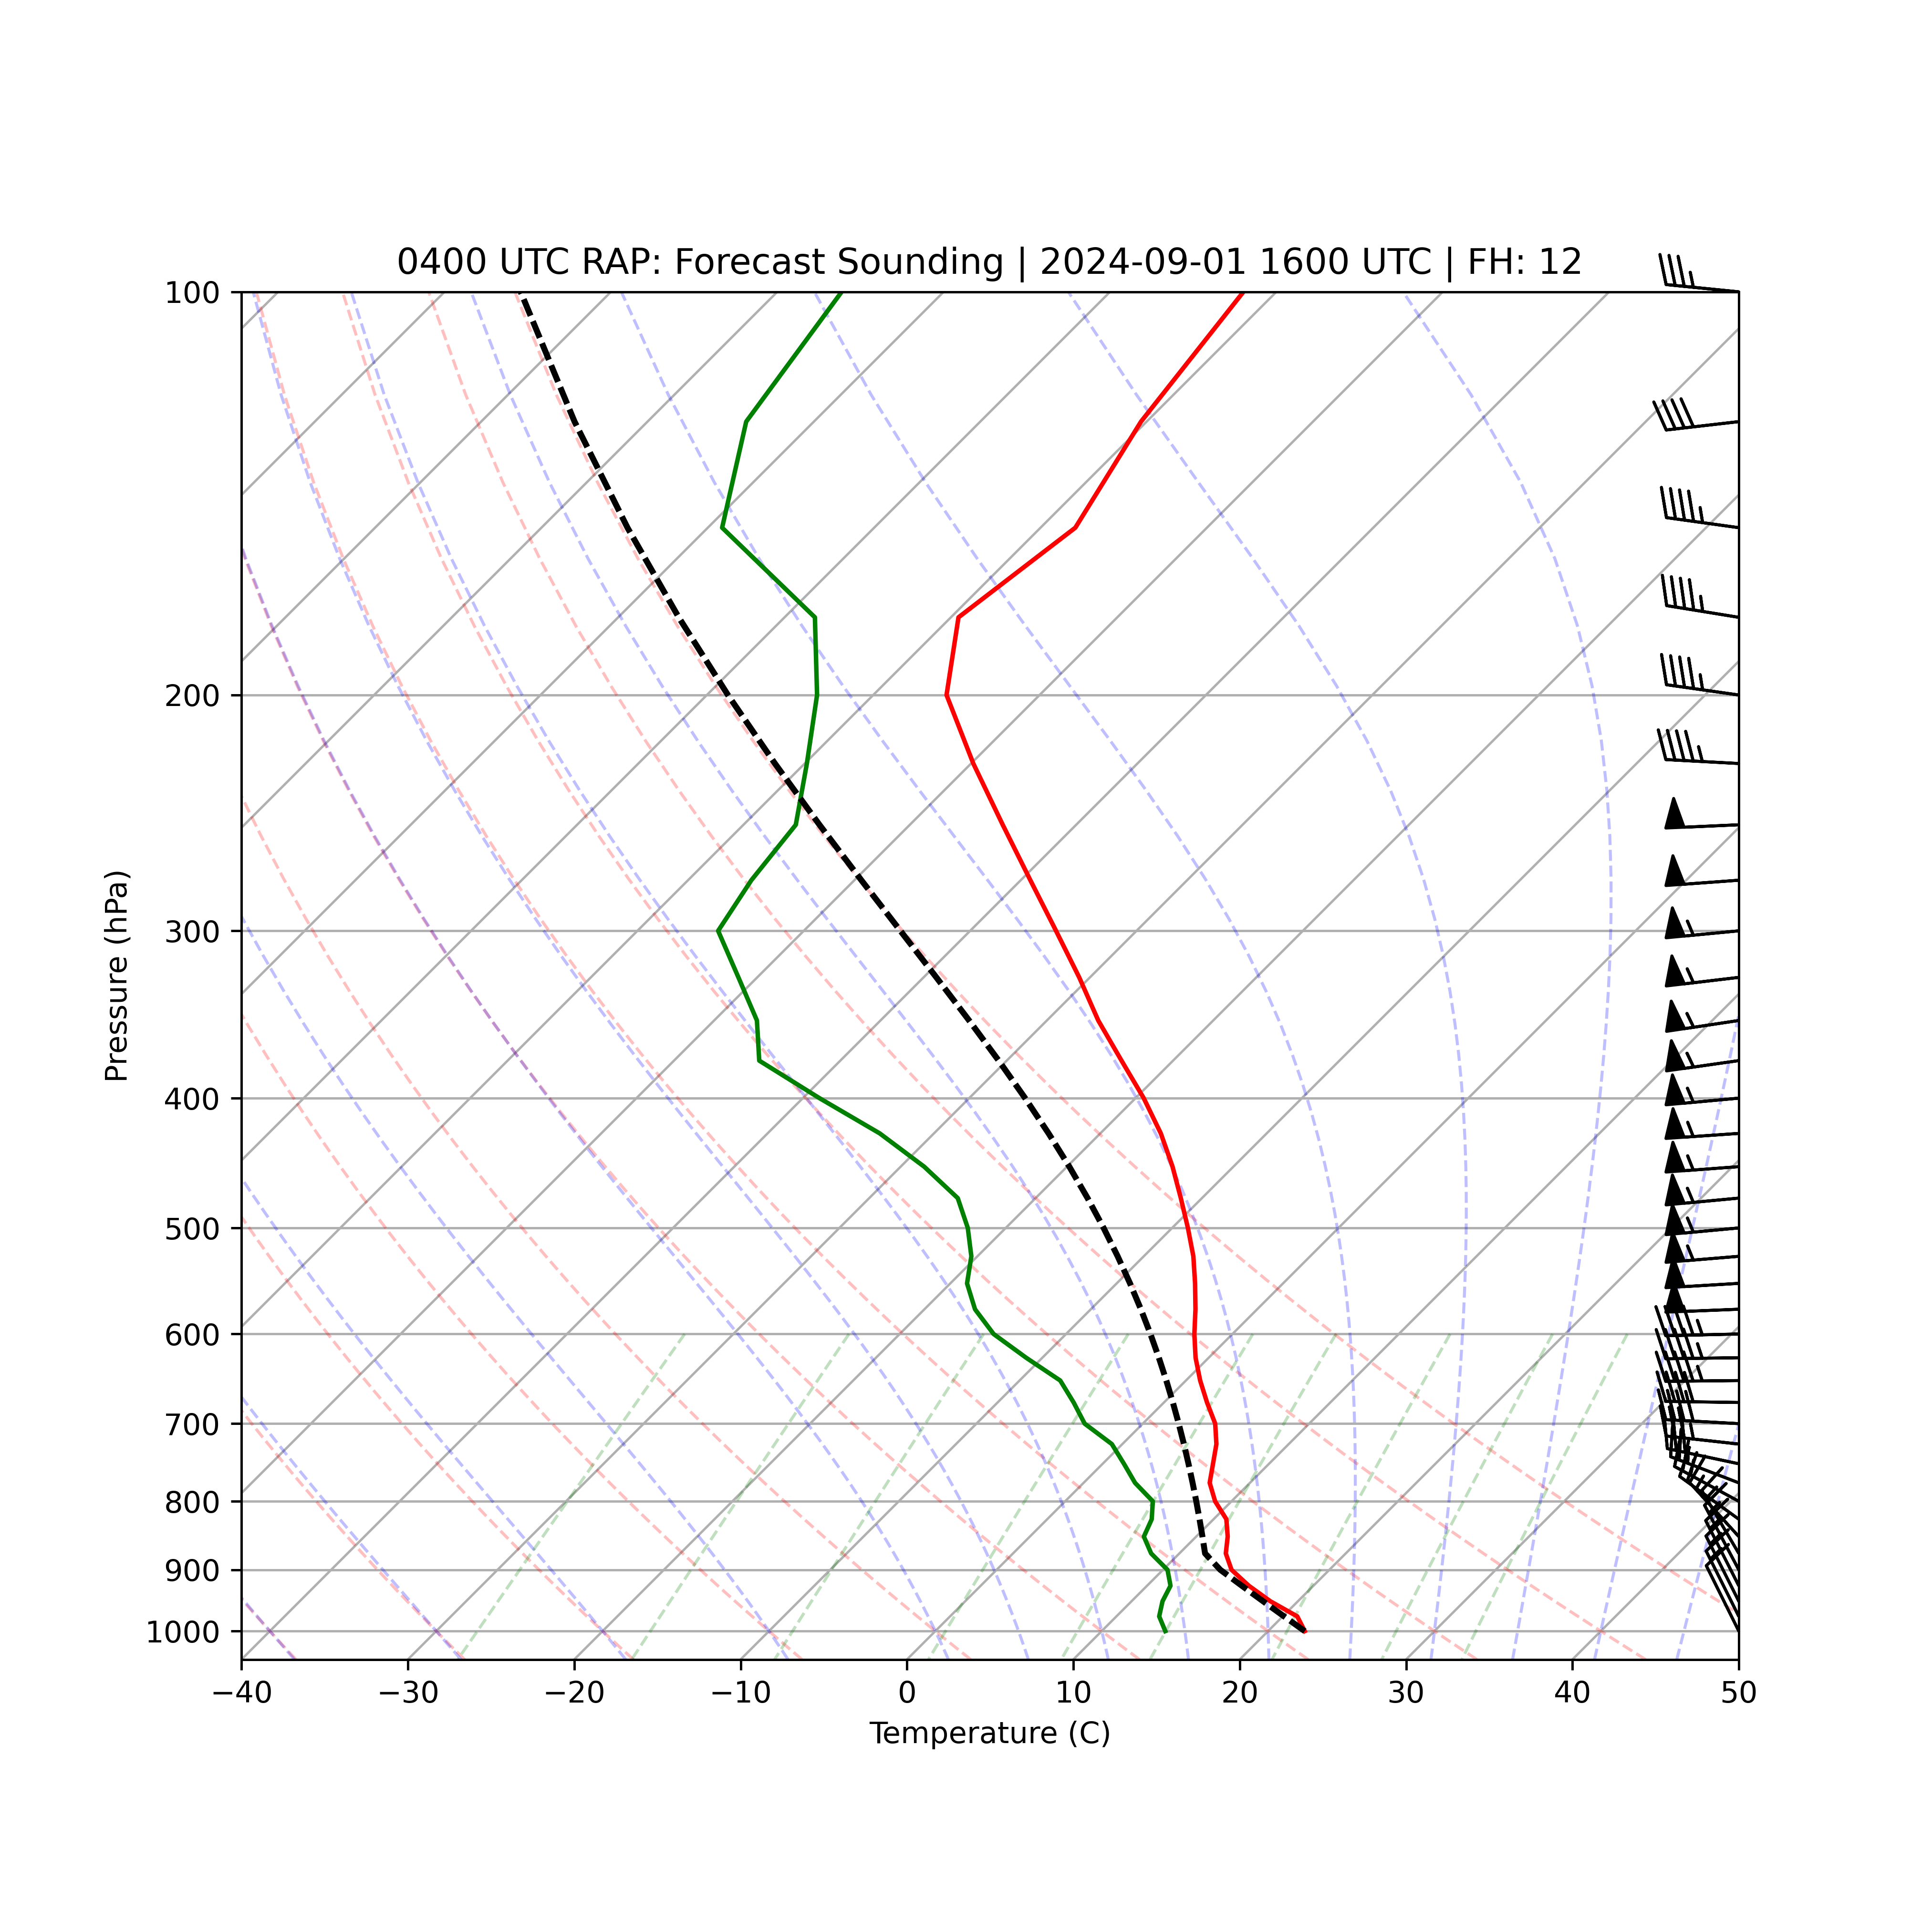 0400 UTC RAP: Forecast Sounding | 2024-09-01 1600 UTC | FH: 12
100
200
300
400
500
600
700
800
900
1000
Pressure (hPa)
−40 −30 −20 −10 0 10 20 30 40 50
Temperature (C)